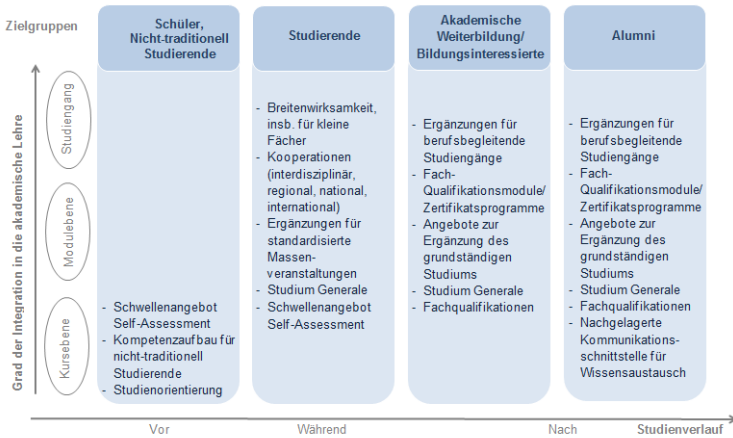 Zielgruppen
Schüler,
Nicht-traditionell
Studierende
Studierende
Akademische
Weiterbildung/
Bildungsinteressierte
Alumni
Grad der Integration in die akademische Lehre
Studiengang
Modulebene
Kursebene
- Schwellenangebot
Self-Assessment
- Kompetenzaufbau für
nicht-traditionell
Studierende
- Studienorientierung
- Breitenwirksamkeit,
insb. für kleine
Fächer
- Kooperationen
(interdisziplinär,
regional, national,
international)
- Ergänzungen für
standardisierte
Massen-
veranstaltungen
- Studium Generale
- Schwellenangebot
Self-Assessment
- Ergänzungen für
berufsbegleitende
Studiengänge
- Fach-
Qualifikationsmodule/
Zertifikatsprogramme
- Angebote zur
Ergänzung des
grundständigen
Studiums
- Studium Generale
- Fachqualifikationen
- Ergänzungen für
berufsbegleitende
Studiengänge
- Fach-
Qualifikationsmodule/
Zertifikatsprogramme
- Angebote zur
Ergänzung des
grundständigen
Studiums
- Studium Generale
- Fachqualifikationen
- Nachgelagerte
Kommunikations-
schnittstelle für
Wissensaustausch
Vor
Während
Nach
Studienverlauf